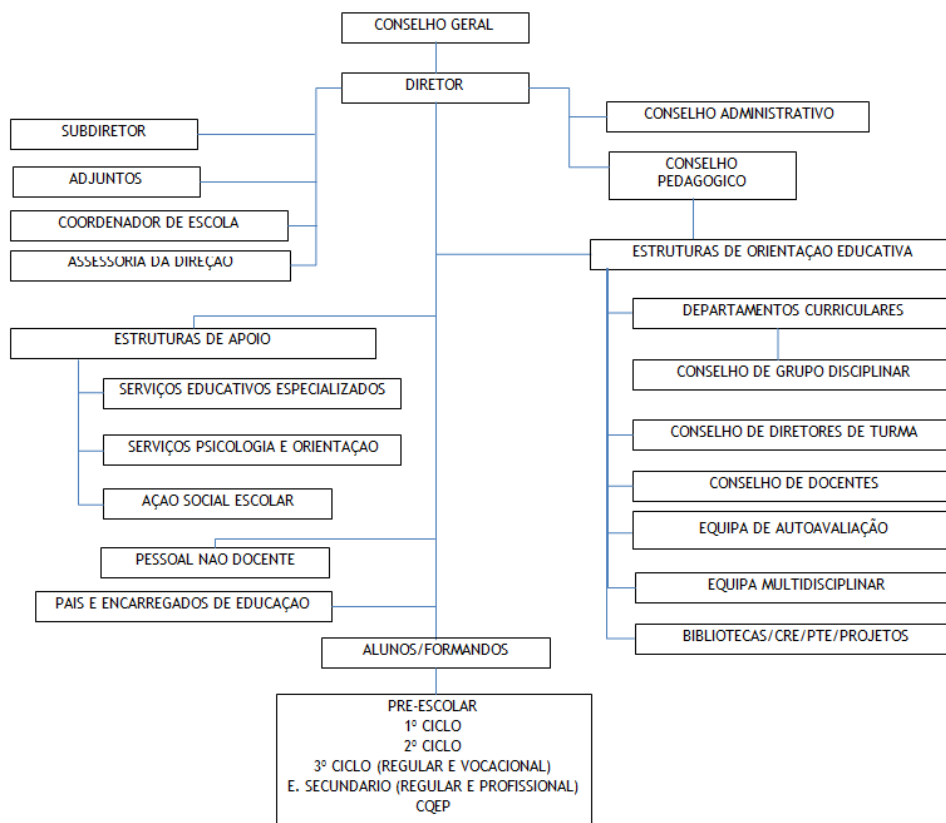 CONSELHO GERAL
DIRETOR
CONSELHO ADMINISTRATIVO
SUBDIRETOR
CONSELHO
PEDAGOGICO
ADJUNTOS
COORDENADOR DE ESCOLA
ASSESSORIA DA DIREÇÃO
ESTRUTURAS DE ORIENTAÇAO EDUCATIVA
DEPARTAMENTOS CURRICULARES
ESTRUTURAS DE APOIO
CONSELHO DE GRUPO DISCIPLINAR
SERVIÇOS EDUCATIVOS ESPECIALIZADOS
CONSELHO DE DIRETORES DE TURMA
SERVIÇOS PSICOLOGIA E ORIENTAÇAO
CONSELHO DE DOCENTES
AÇAO SOCIAL ESCOLAR
EQUIPA DE AUTOAVALIAÇÃO
PESSOAL NAO DOCENTE
EQUIPA MULTIDISCIPLINAR
PAIS E ENCARREGADOS DE EDUCAÇAO
BIBLIOTECAS/CRE/PTE/PROJETOS
ALUNOS/FORMANDOS
PRE-ESCOLAR
1º CICLO
2º CICLO
3º CICLO (REGULAR E VOCACIONAL)
E. SECUNDARIO (REGULAR E PROFISSIONAL)
CQEP